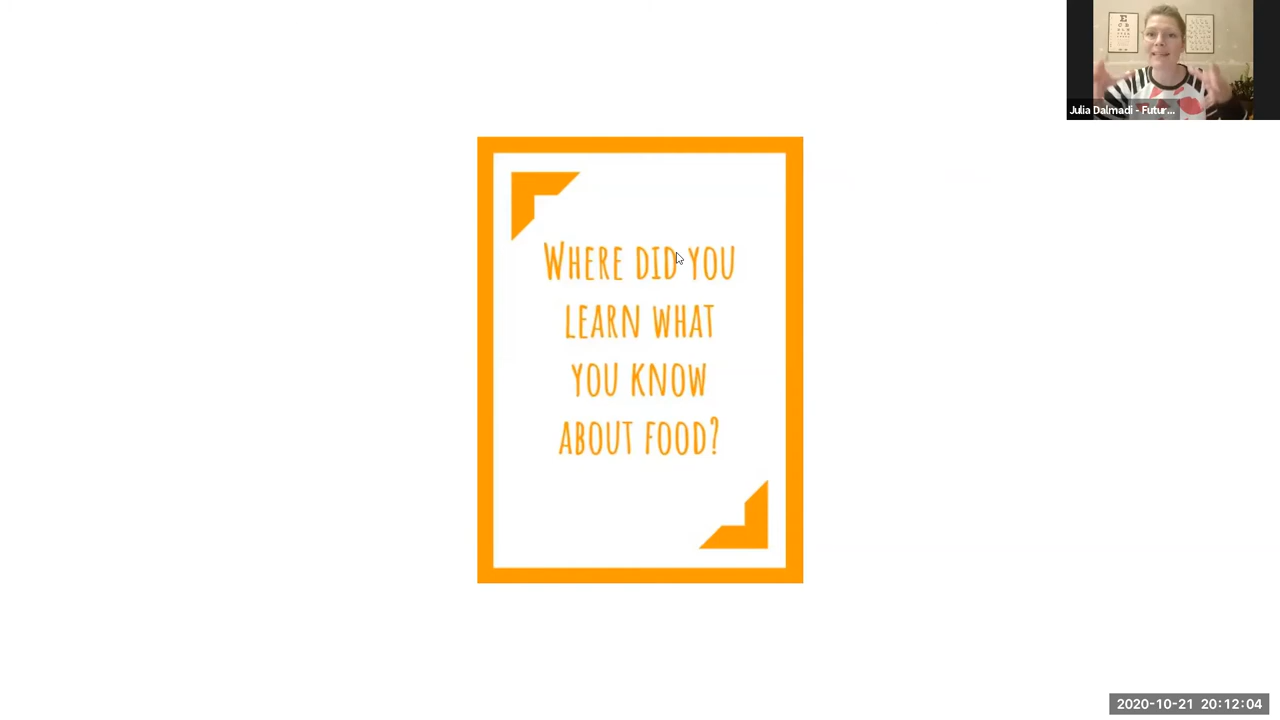 Julia Dalmadi - Futur...
WHERE DID YOU
LEARN WHAT
YOU KNOW
ABOUT FOOD?
2020-10-21 20:12:04